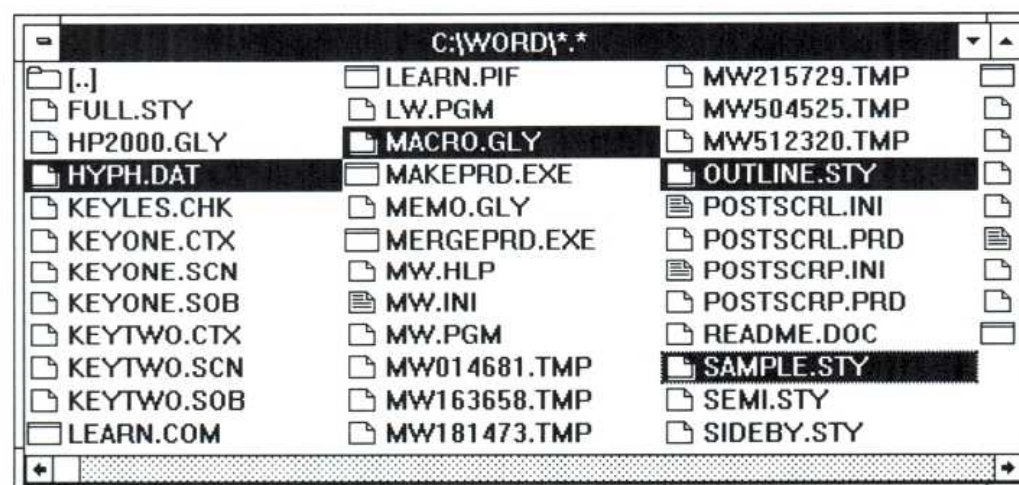 C:\WORD\*.*
[..]
FULL.STY
HP2000.GLY
HYPH.DAT
KEYLES.CHK
KEYONE.CTX
KEYONE.SCN
KEYONE.SOB
KEYTWO.CTX
KEYTWO.SCN
KEYTWO.SOB
LEARN.COM
LEARN.PIF
LW.PGM
MACRO.GLY
MAKEPRD.EXE
MEMO.GLY
MERGEPRD.EXE
MW.HLP
MW.INI
MW.PGM
MW014681.TMP
MW163658.TMP
MW181473.TMP
MW215729.TMP
MW504525.TMP
MW512320.TMP
OUTLINE.STY
POSTSCRL.INI
POSTSCRL.PRD
POSTSCRP.INI
POSTSCRP.PRD
README.DOC
SAMPLE.STY
SEMI.STY
SIDEBY.STY